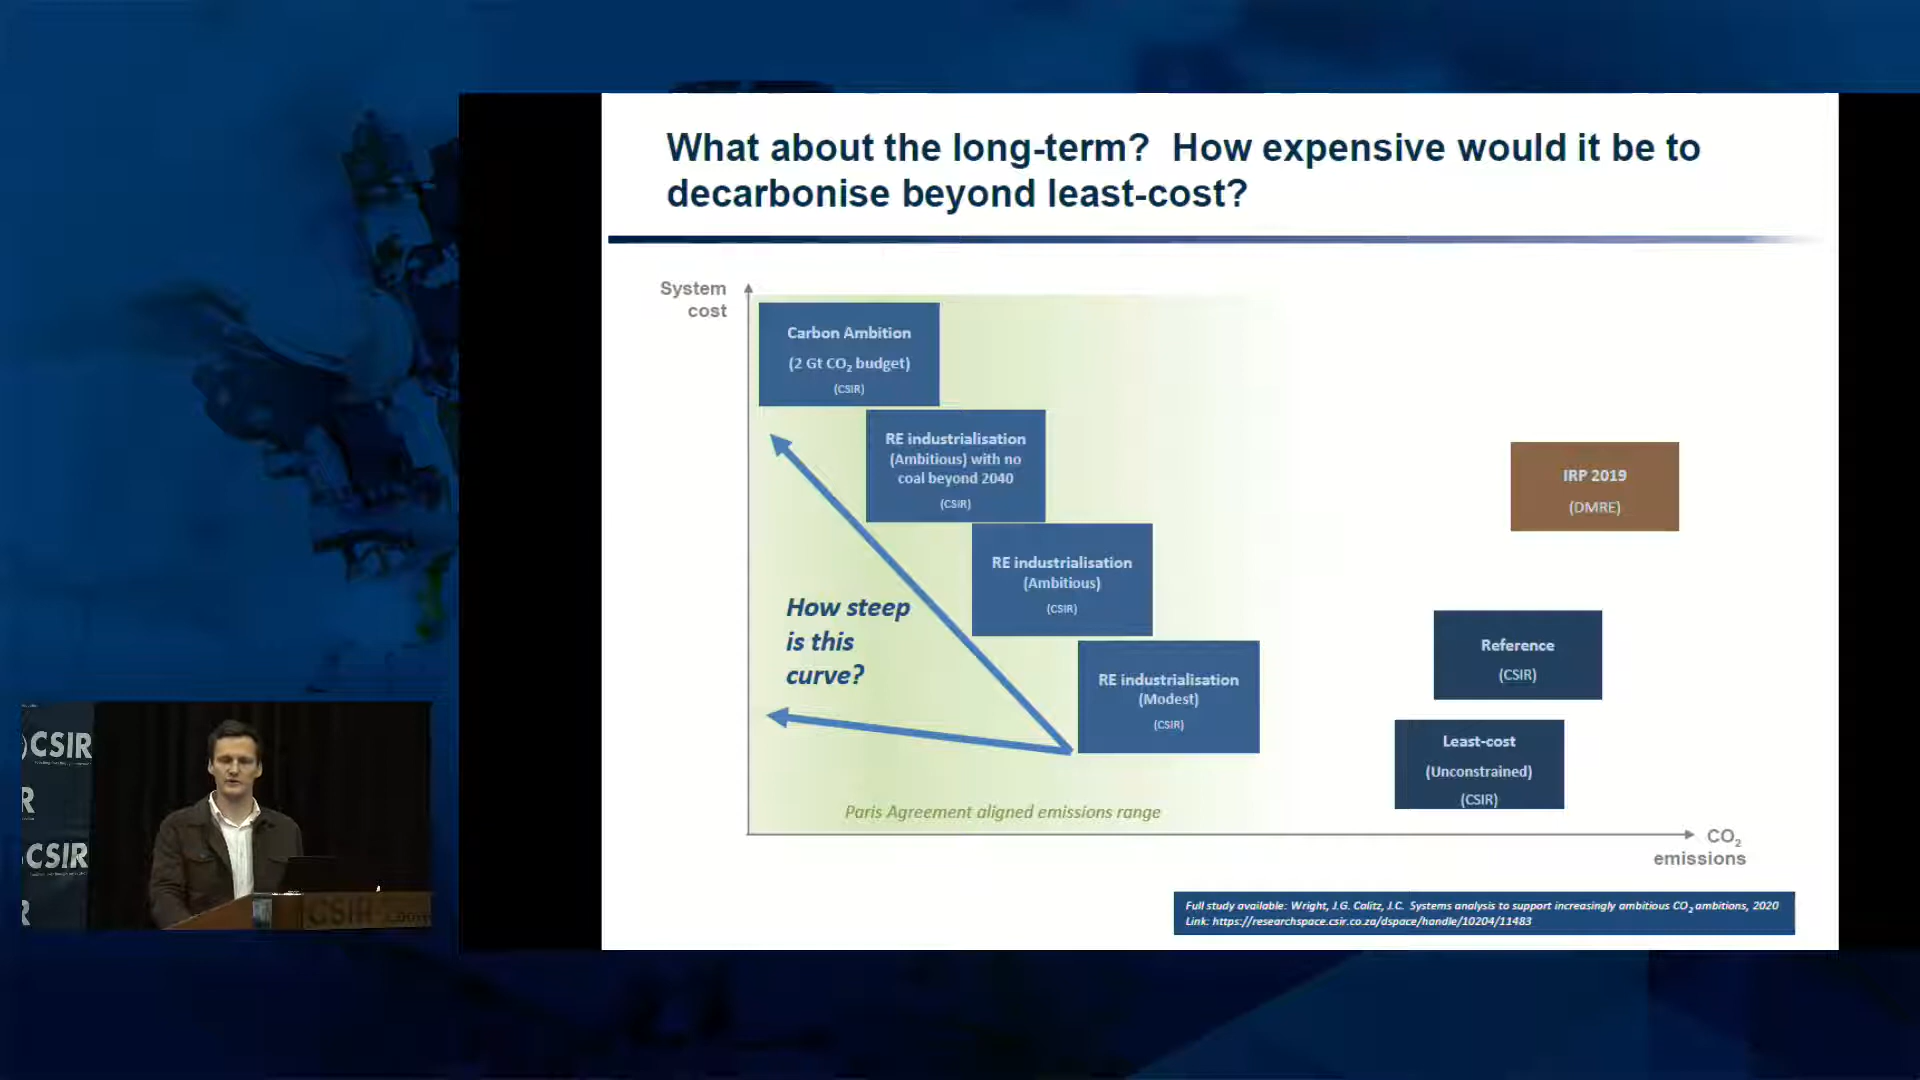 What about the long-term? How expensive would it be to
decarbonise beyond least-cost?
System
cost
Carbon Ambition
(2 Gt CO₂ budget)
(CSIR)
RE industrialisation
(Ambitious) with no
coal beyond 2040
(CSIR)
RE industrialisation
(Ambitious)
(CSIR)
RE industrialisation
(Modest)
(CSIR)
How steep
is this
curve?
Paris Agreement aligned emissions range
IRP 2019
(DMRE)
Reference
(CSIR)
Least-cost
(Unconstrained)
(CSIR)
CO₂
emissions
Full study available: Wright, J.G. Calitz, J.C. Systems analysis to support increasingly ambitious CO₂ ambitions, 2020
Link: https://researchspace.csir.co.za/dspace/handle/10204/11483
CSIR
R
CSIR
R
CSIR